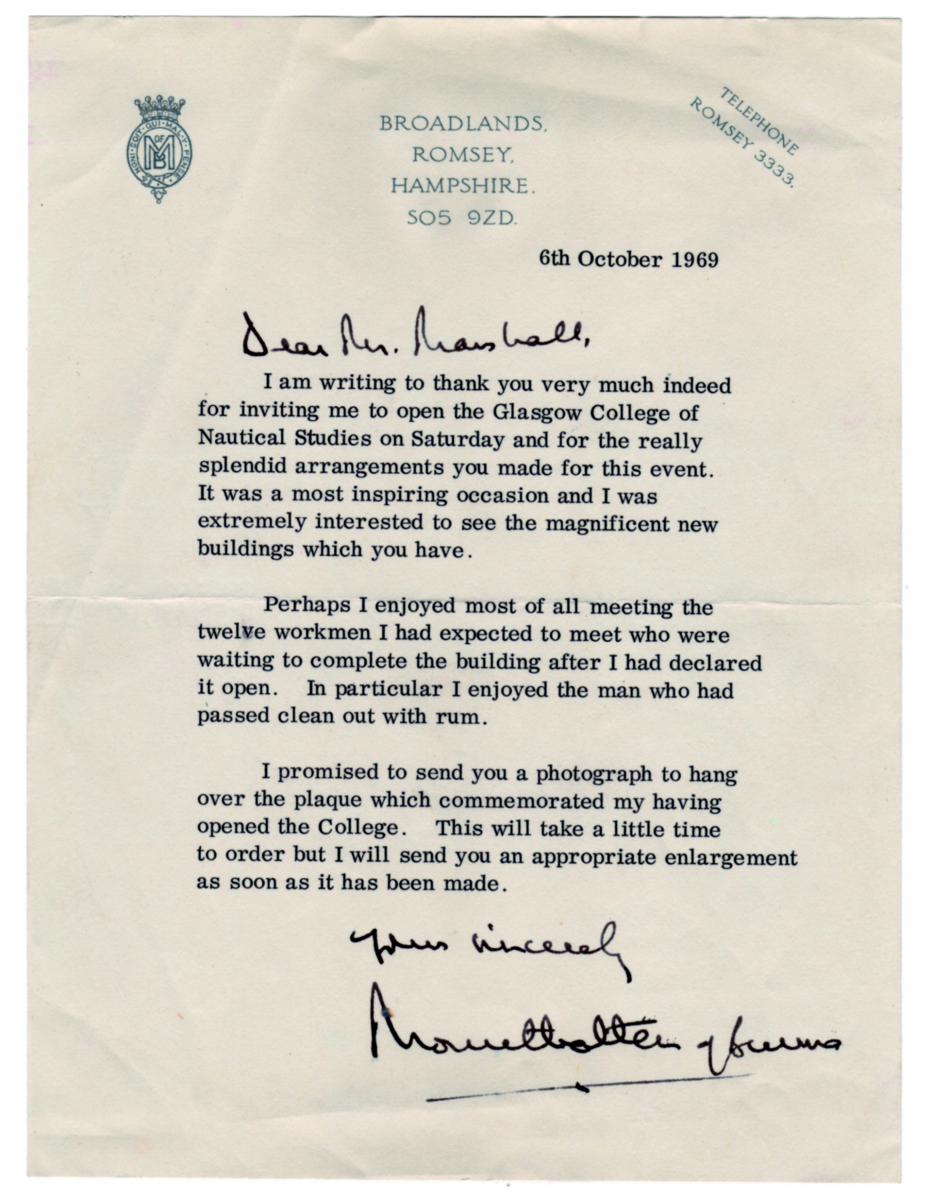 HONI·SOIT·QUI·MAL·Y·PENSE
M OF B
BROADLANDS,
ROMSEY,
HAMPSHIRE.
SO5 9ZD.
TELEPHONE
ROMSEY 3333.
6th October 1969
Dear Mr. Marshall,
I am writing to thank you very much indeed
for inviting me to open the Glasgow College of
Nautical Studies on Saturday and for the really
splendid arrangements you made for this event.
It was a most inspiring occasion and I was
extremely interested to see the magnificent new
buildings which you have.
Perhaps I enjoyed most of all meeting the
twelve workmen I had expected to meet who were
waiting to complete the building after I had declared
it open. In particular I enjoyed the man who had
passed clean out with rum.
I promised to send you a photograph to hang
over the plaque which commemorated my having
opened the College. This will take a little time
to order but I will send you an appropriate enlargement
as soon as it has been made.
Yours sincerely
Mountbatten of Burma